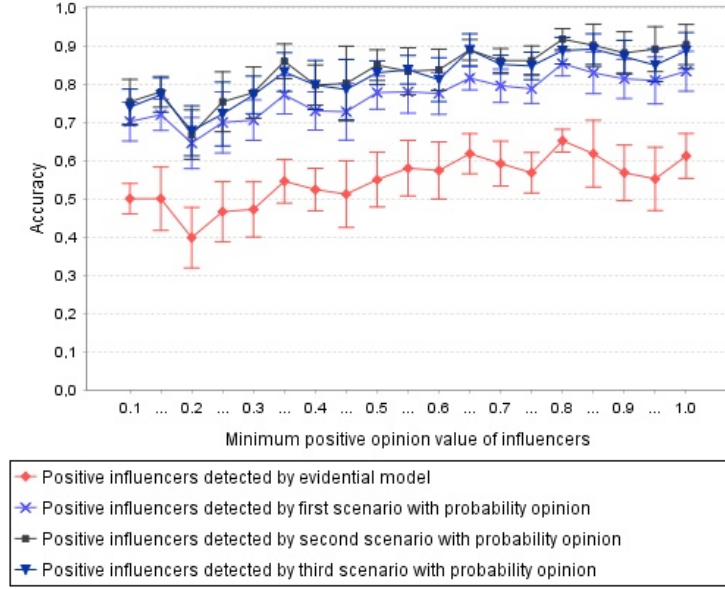 1,0
0,9
0,8
0,7
0,6
0,5
0,4
0,3
0,2
0,1
0,0
Accuracy
0.1 ... 0.2 ... 0.3 ... 0.4 ... 0.5 ... 0.6 ... 0.7 ... 0.8 ... 0.9 ... 1.0
Minimum positive opinion value of influencers
Positive influencers detected by evidential model
Positive influencers detected by first scenario with probability opinion
Positive influencers detected by second scenario with probability opinion
Positive influencers detected by third scenario with probability opinion